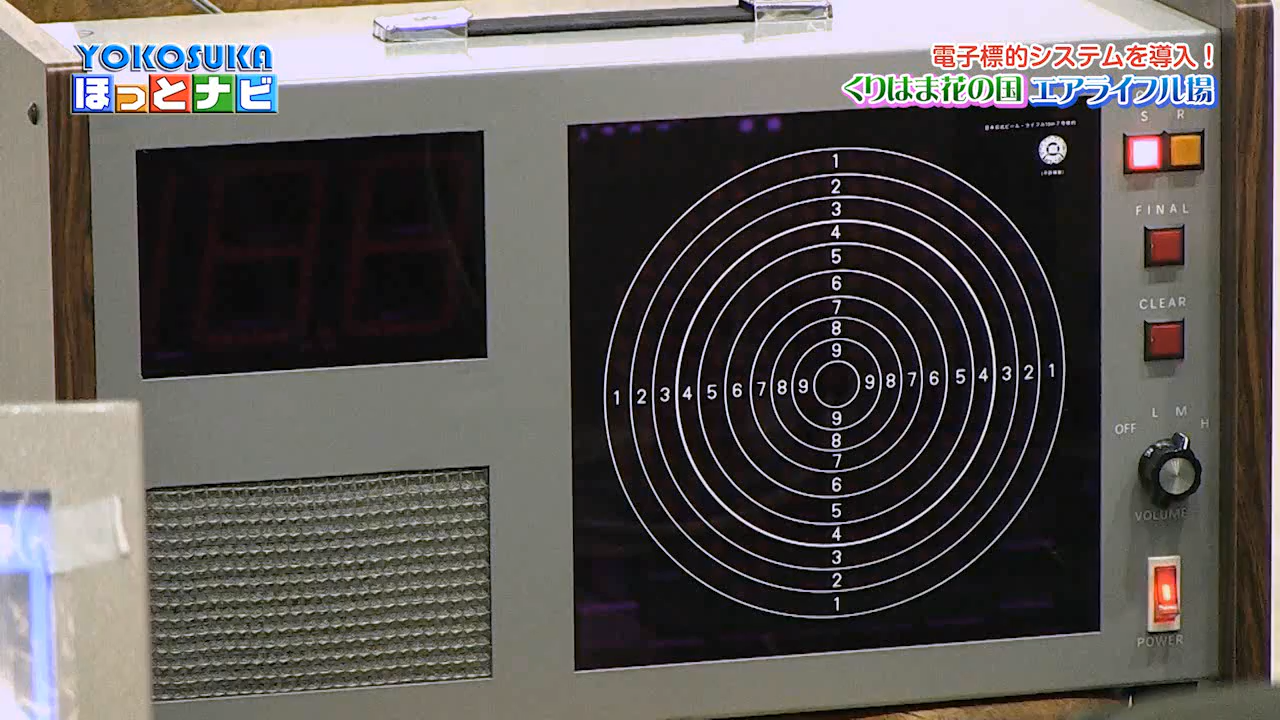 YOKOSUKA
ほっとナビ
電子標的システムを導入！
くりはま花の国 エアライフル場
S R
FINAL
CLEAR
OFF L M H
VOLUME
POWER
1
2
3
4
5
6
7
8
9
1 2 3 4 5 6 7 8 9 9 8 7 6 5 4 3 2 1
9
8
7
6
5
4
3
2
1